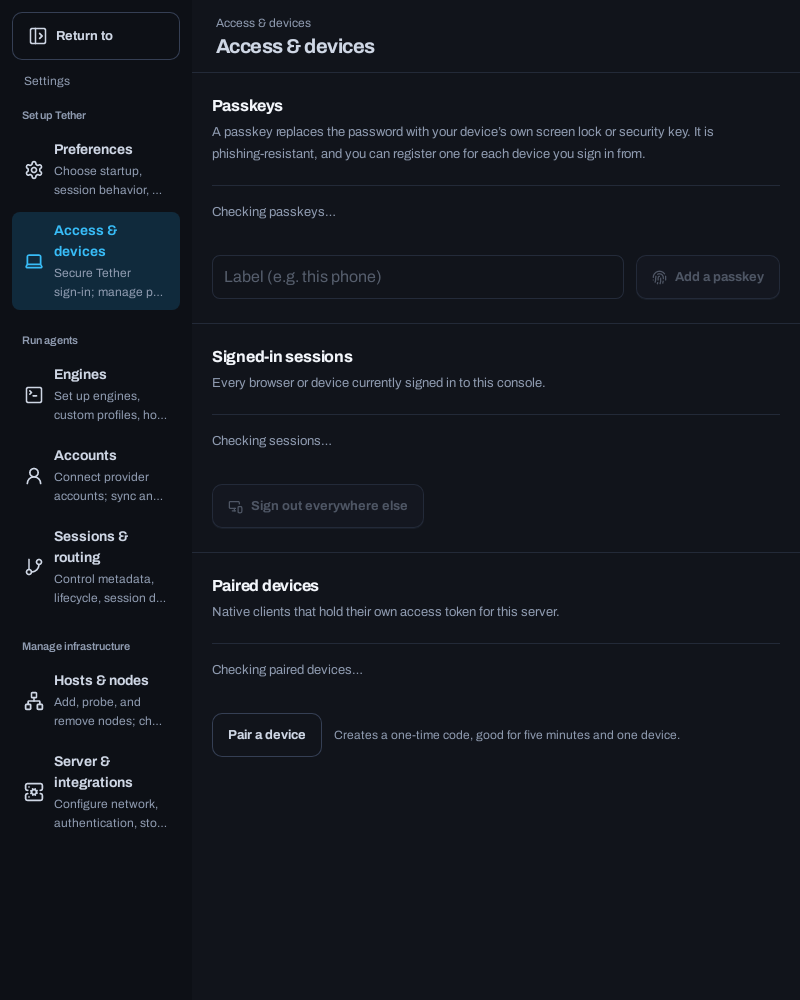 Return to
Settings
Set up Tether
Preferences
Choose startup,
session behavior, ...
Access &
devices
Secure Tether
sign-in; manage p...
Run agents
Engines
Set up engines,
custom profiles, ho...
Accounts
Connect provider
accounts; sync an...
Sessions &
routing
Control metadata,
lifecycle, session d...
Manage infrastructure
Hosts & nodes
Add, probe, and
remove nodes; ch...
Server &
integrations
Configure network,
authentication, sto...
Access & devices
Access & devices
Passkeys
A passkey replaces the password with your device's own screen lock or security key. It is
phishing-resistant, and you can register one for each device you sign in from.
Checking passkeys...
Label (e.g. this phone)
Add a passkey
Signed-in sessions
Every browser or device currently signed in to this console.
Checking sessions...
Sign out everywhere else
Paired devices
Native clients that hold their own access token for this server.
Checking paired devices...
Pair a device
Creates a one-time code, good for five minutes and one device.